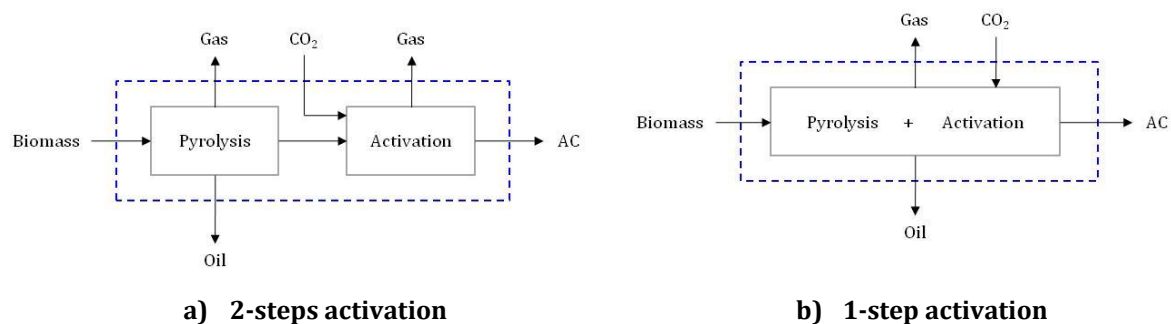 Gas
CO₂
Gas
Biomass
Pyrolysis
Activation
AC
Oil
a) 2-steps activation
Gas
CO₂
Biomass
Pyrolysis + Activation
AC
Oil
b) 1-step activation